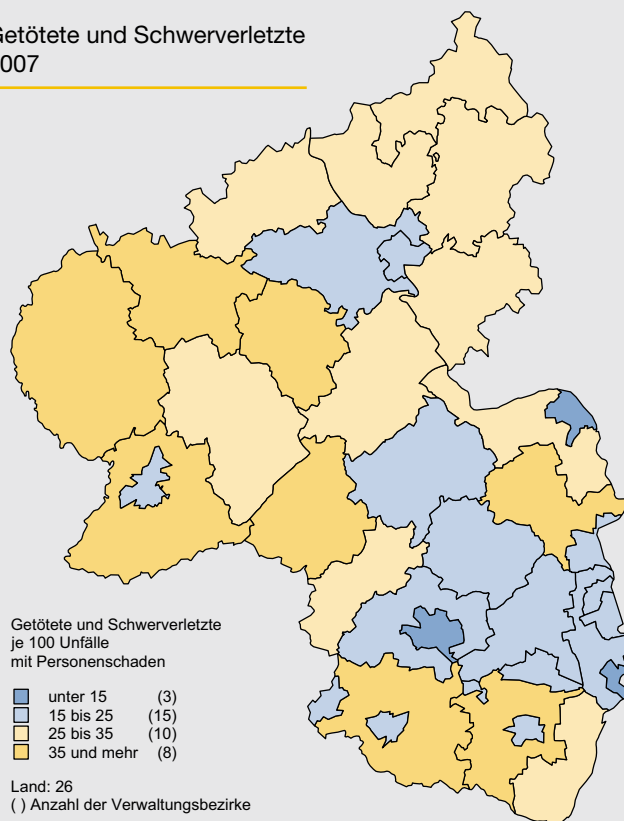 Getötete und Schwerverletzte
2007
Getötete und Schwerverletzte
je 100 Unfälle
mit Personenschaden
unter 15 (3)
15 bis 25 (15)
25 bis 35 (10)
35 und mehr (8)
Land: 26
( ) Anzahl der Verwaltungsbezirke